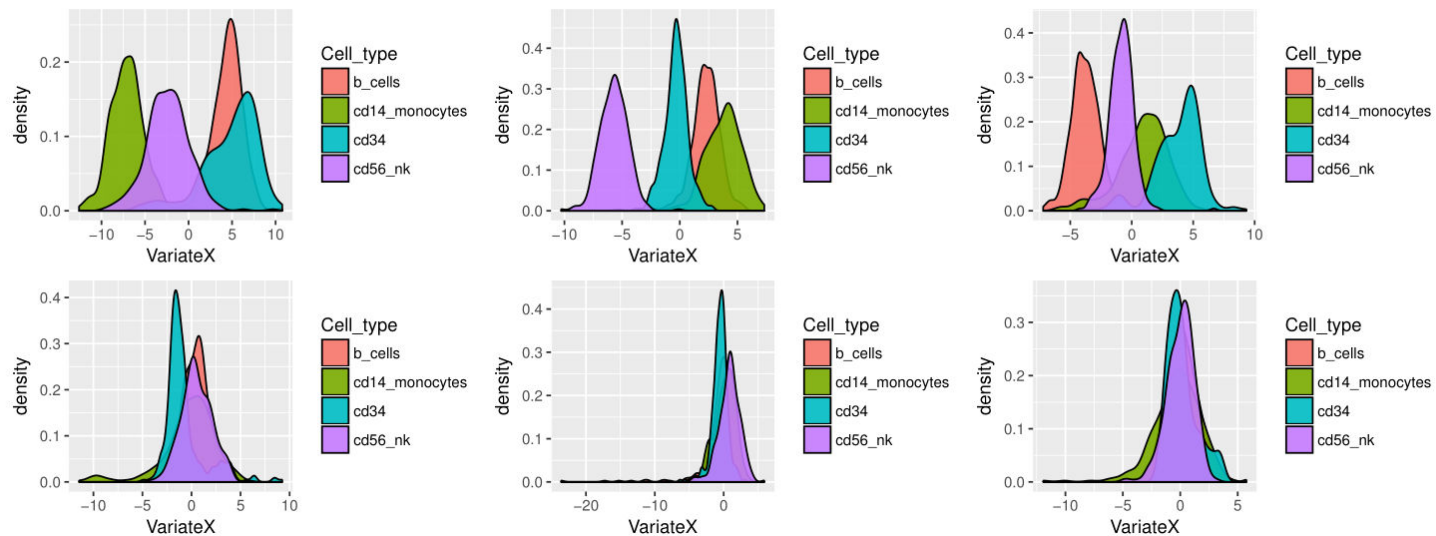 density
0.2
0.1
0.0
−10 −5 0 5 10
VariateX
Cell_type
b_cells
cd14_monocytes
cd34
cd56_nk
density
0.4
0.3
0.2
0.1
0.0
−10 −5 0 5
VariateX
Cell_type
b_cells
cd14_monocytes
cd34
cd56_nk
density
0.4
0.3
0.2
0.1
0.0
−5 0 5 10
VariateX
Cell_type
b_cells
cd14_monocytes
cd34
cd56_nk
density
0.4
0.3
0.2
0.1
0.0
−10 −5 0 5 10
VariateX
Cell_type
b_cells
cd14_monocytes
cd34
cd56_nk
density
0.4
0.3
0.2
0.1
0.0
−20 −10 0
VariateX
Cell_type
b_cells
cd14_monocytes
cd34
cd56_nk
density
0.3
0.2
0.1
0.0
−10 −5 0 5
VariateX
Cell_type
b_cells
cd14_monocytes
cd34
cd56_nk